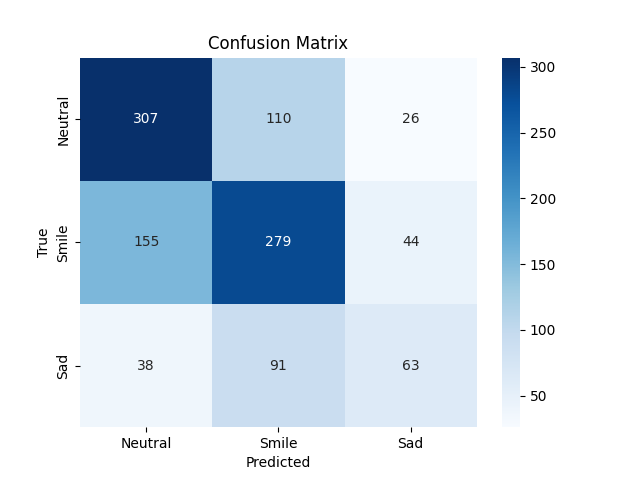 Confusion Matrix
True
Neutral
307 110 26
Smile
155 279 44
Sad
38 91 63
Neutral Smile Sad
Predicted
300
250
200
150
100
50